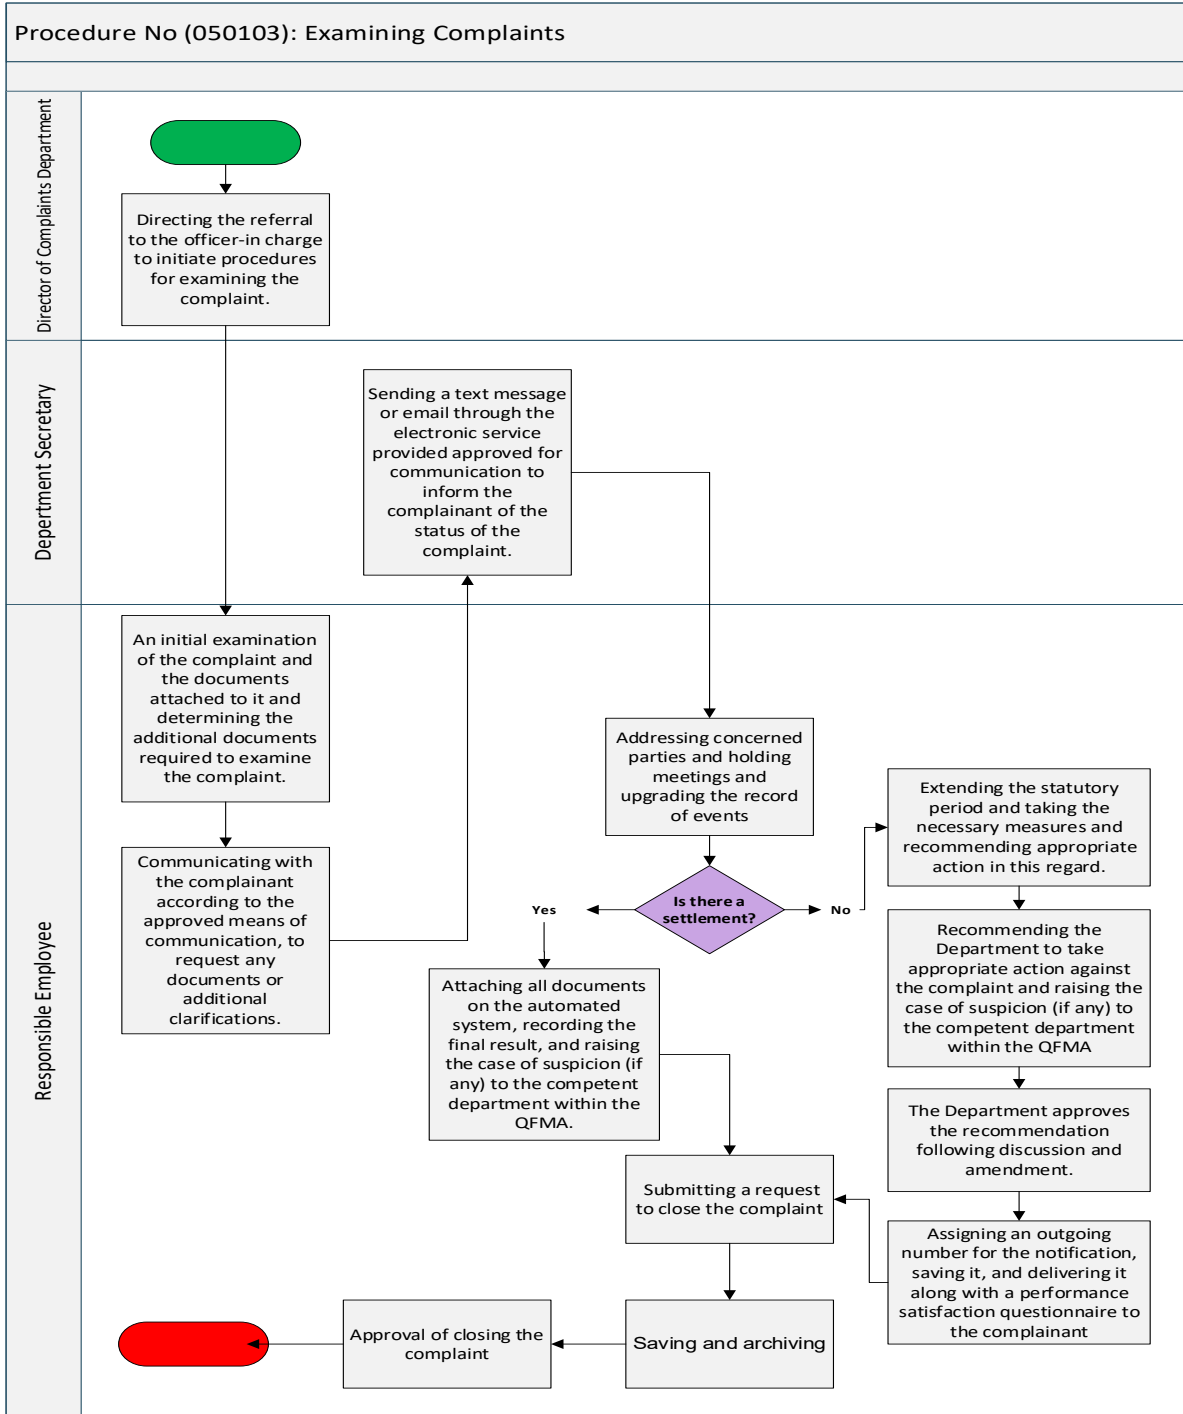 Procedure No (050103): Examining Complaints
Director of Complaints Department
Directing the referral
to the officer-in charge
to initiate procedures
for examining the
complaint.
Depertment Secretary
Sending a text message
or email through the
electronic service
provided approved for
communication to
inform the
complainant of the
status of the
complaint.
Responsible Employee
An initial examination
of the complaint and
the documents
attached to it and
determining the
additional documents
required to examine
the complaint.
Communicating with
the complainant
according to the
approved means of
communication, to
request any
documents or
additional
clarifications.
Addressing concerned
parties and holding
meetings and
upgrading the record
of events
Is there a
settlement?
Yes
No
Attaching all documents
on the automated
system, recording the
final result, and raising
the case of suspicion (if
any) to the competent
department within the
QFMA.
Extending the statutory
period and taking the
necessary measures and
recommending appropriate
action in this regard.
Recommending the
Department to take
appropriate action against
the complaint and raising the
case of suspicion (if any) to
the competent department
within the QFMA
The Department approves
the recommendation
following discussion and
amendment.
Assigning an outgoing
number for the notification,
saving it, and delivering it
along with a performance
satisfaction questionnaire to
the complainant
Submitting a request
to close the complaint
Saving and archiving
Approval of closing the
complaint